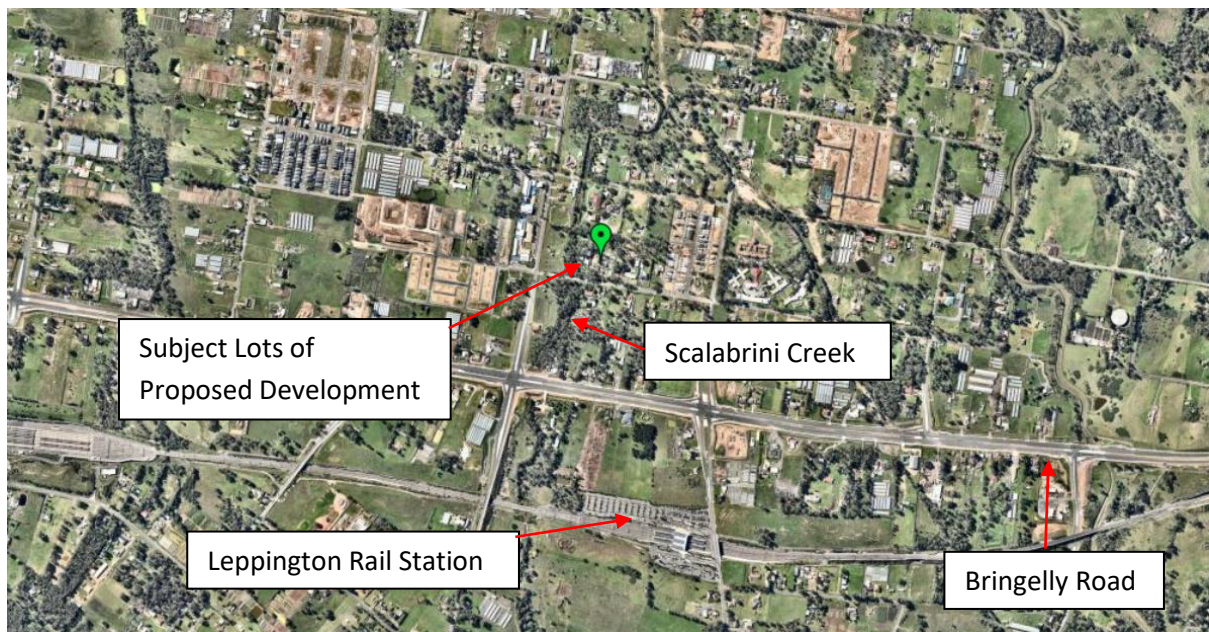 Subject Lots of
Proposed Development
Scalabrini Creek
Leppington Rail Station
Bringelly Road